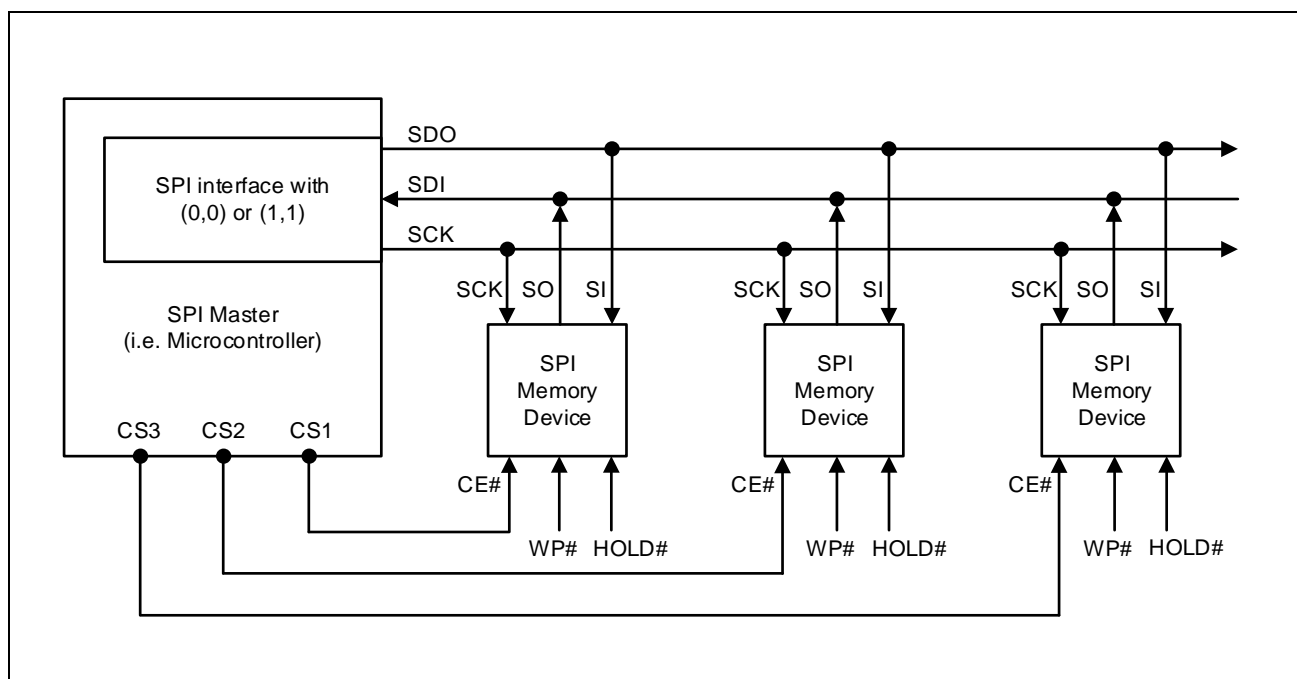 SDO
SPI interface with
(0,0) or (1,1)
SDI
SCK
SPI Master
(i.e. Microcontroller)
SCK
SO
SI
SCK
SO
SI
SCK
SO
SI
SPI
Memory
Device
SPI
Memory
Device
SPI
Memory
Device
CS3
CS2
CS1
CE#
CE#
CE#
WP#
HOLD#
WP#
HOLD#
WP#
HOLD#